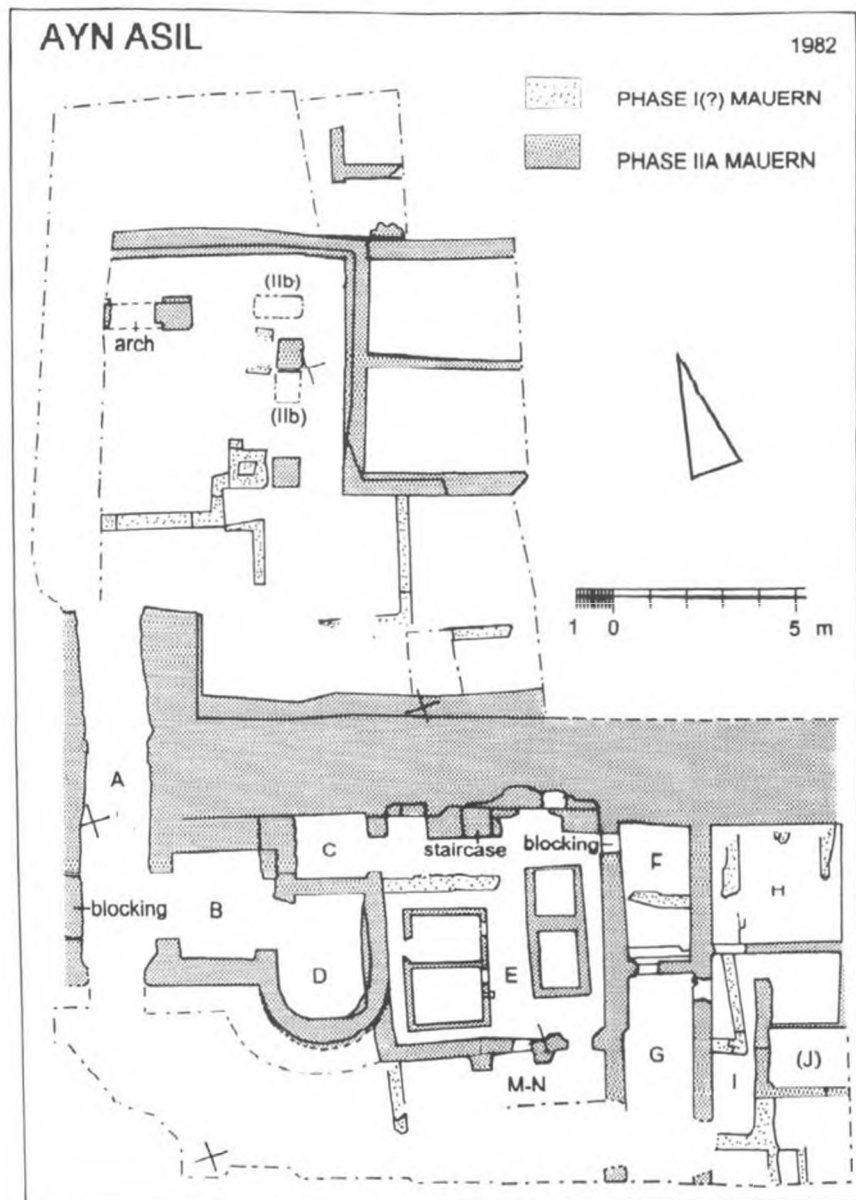 AYN ASIL
1982
PHASE I(?) MAUERN
PHASE IIA MAUERN
(IIb)
arch
(IIb)
1 0 5 m
A
C
staircase
blocking
F
H
blocking
B
D
E
G
I
(J)
M-N